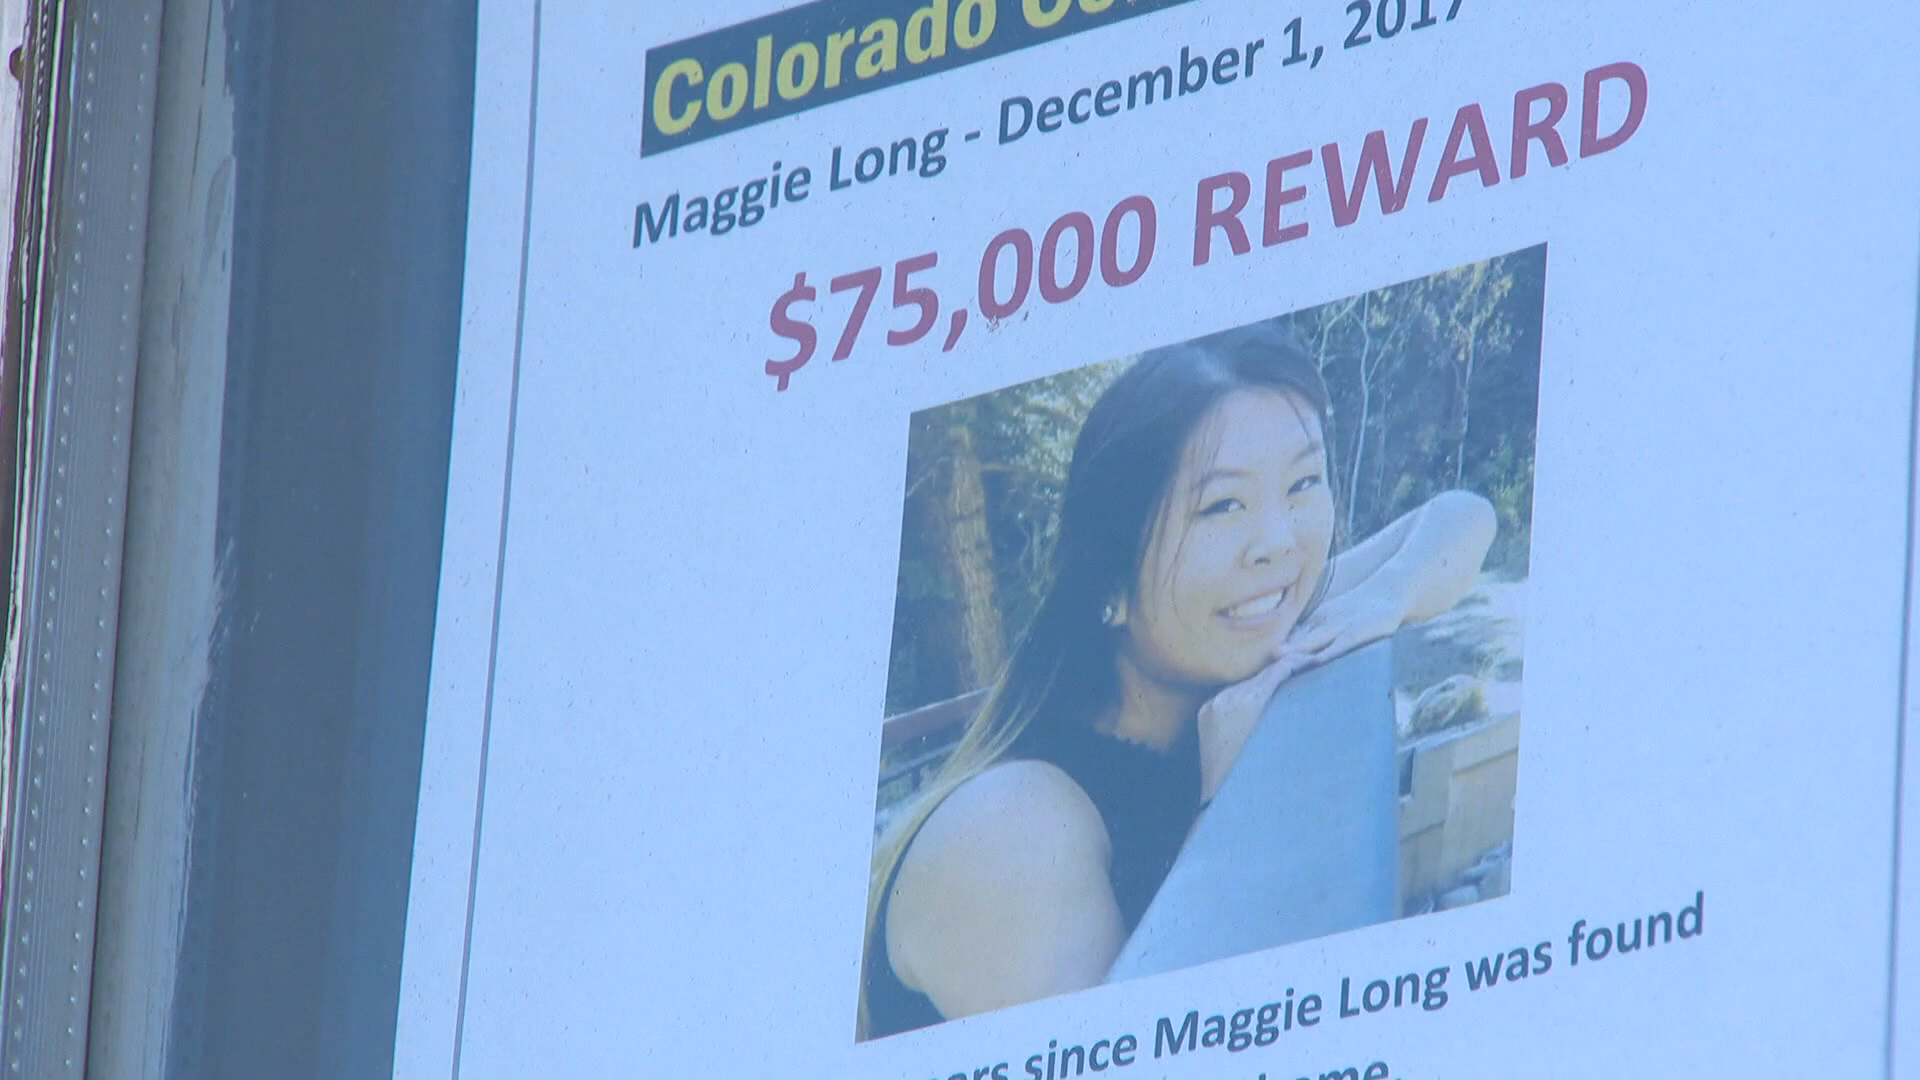 Colorado
Maggie Long - December 1, 2017
$75,000 REWARD
since Maggie Long was found